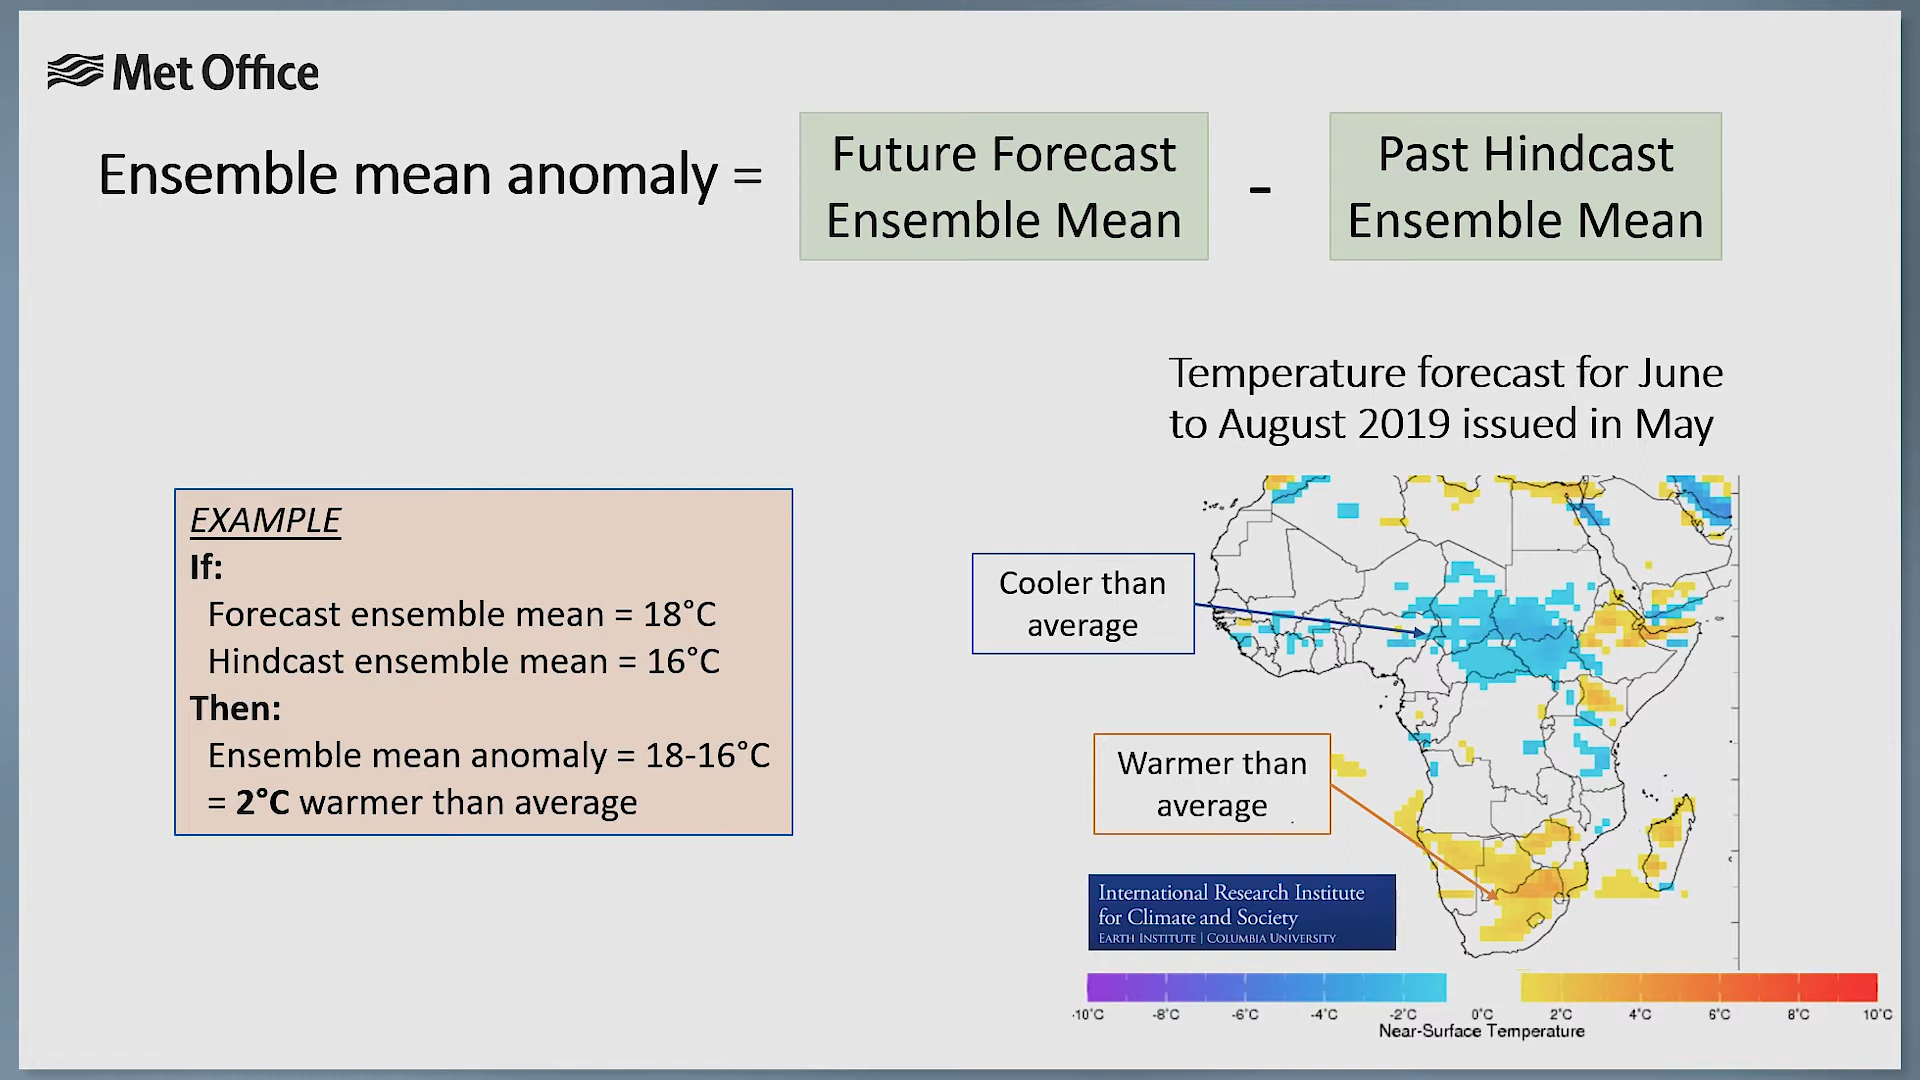 Met Office
Ensemble mean anomaly =
Future Forecast
Ensemble Mean
-
Past Hindcast
Ensemble Mean
Temperature forecast for June
to August 2019 issued in May
EXAMPLE
If:
Forecast ensemble mean = 18°C
Hindcast ensemble mean = 16°C
Then:
Ensemble mean anomaly = 18-16°C
= 2°C warmer than average
Cooler than
average
Warmer than
average
International Research Institute
for Climate and Society
EARTH INSTITUTE | COLUMBIA UNIVERSITY
-10°C -8°C -6°C -4°C -2°C 0°C 2°C 4°C 6°C 8°C 10°C
Near-Surface Temperature